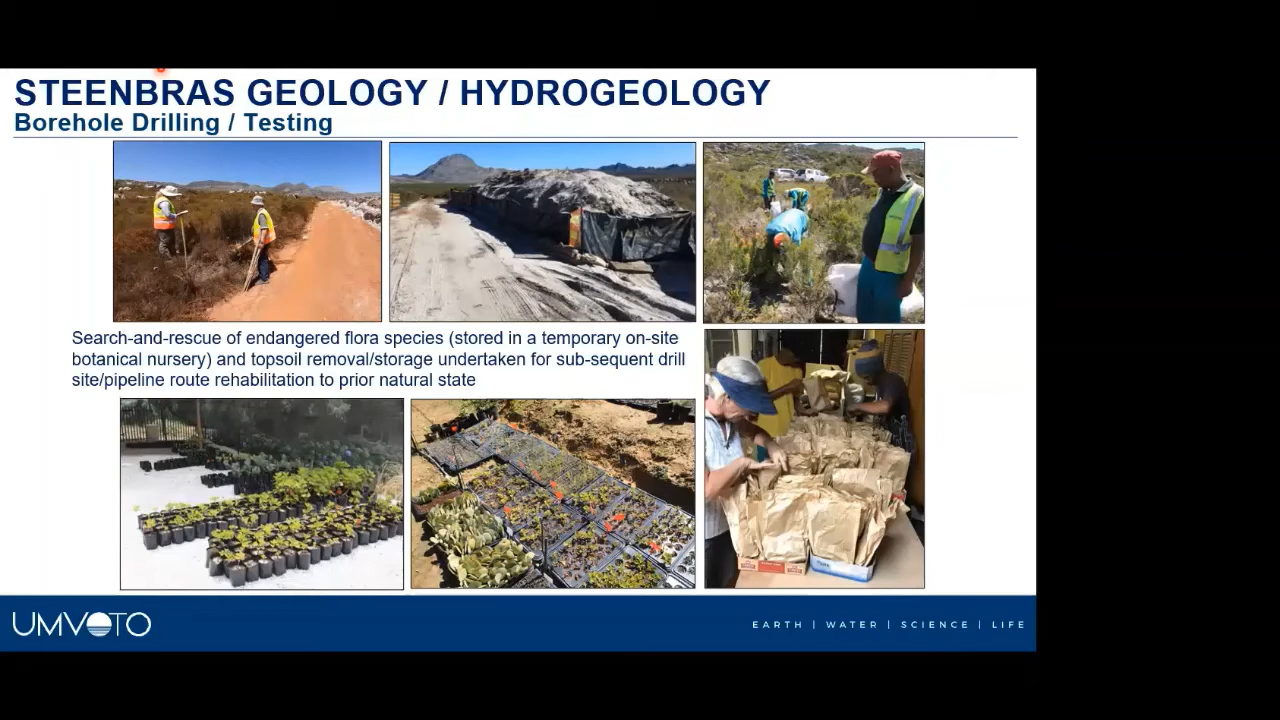 STEENBRAS GEOLOGY / HYDROGEOLOGY
Borehole Drilling / Testing
Search-and-rescue of endangered flora species (stored in a temporary on-site
botanical nursery) and topsoil removal/storage undertaken for sub-sequent drill
site/pipeline route rehabilitation to prior natural state
UMVOTO
EARTH | WATER | SCIENCE | LIFE